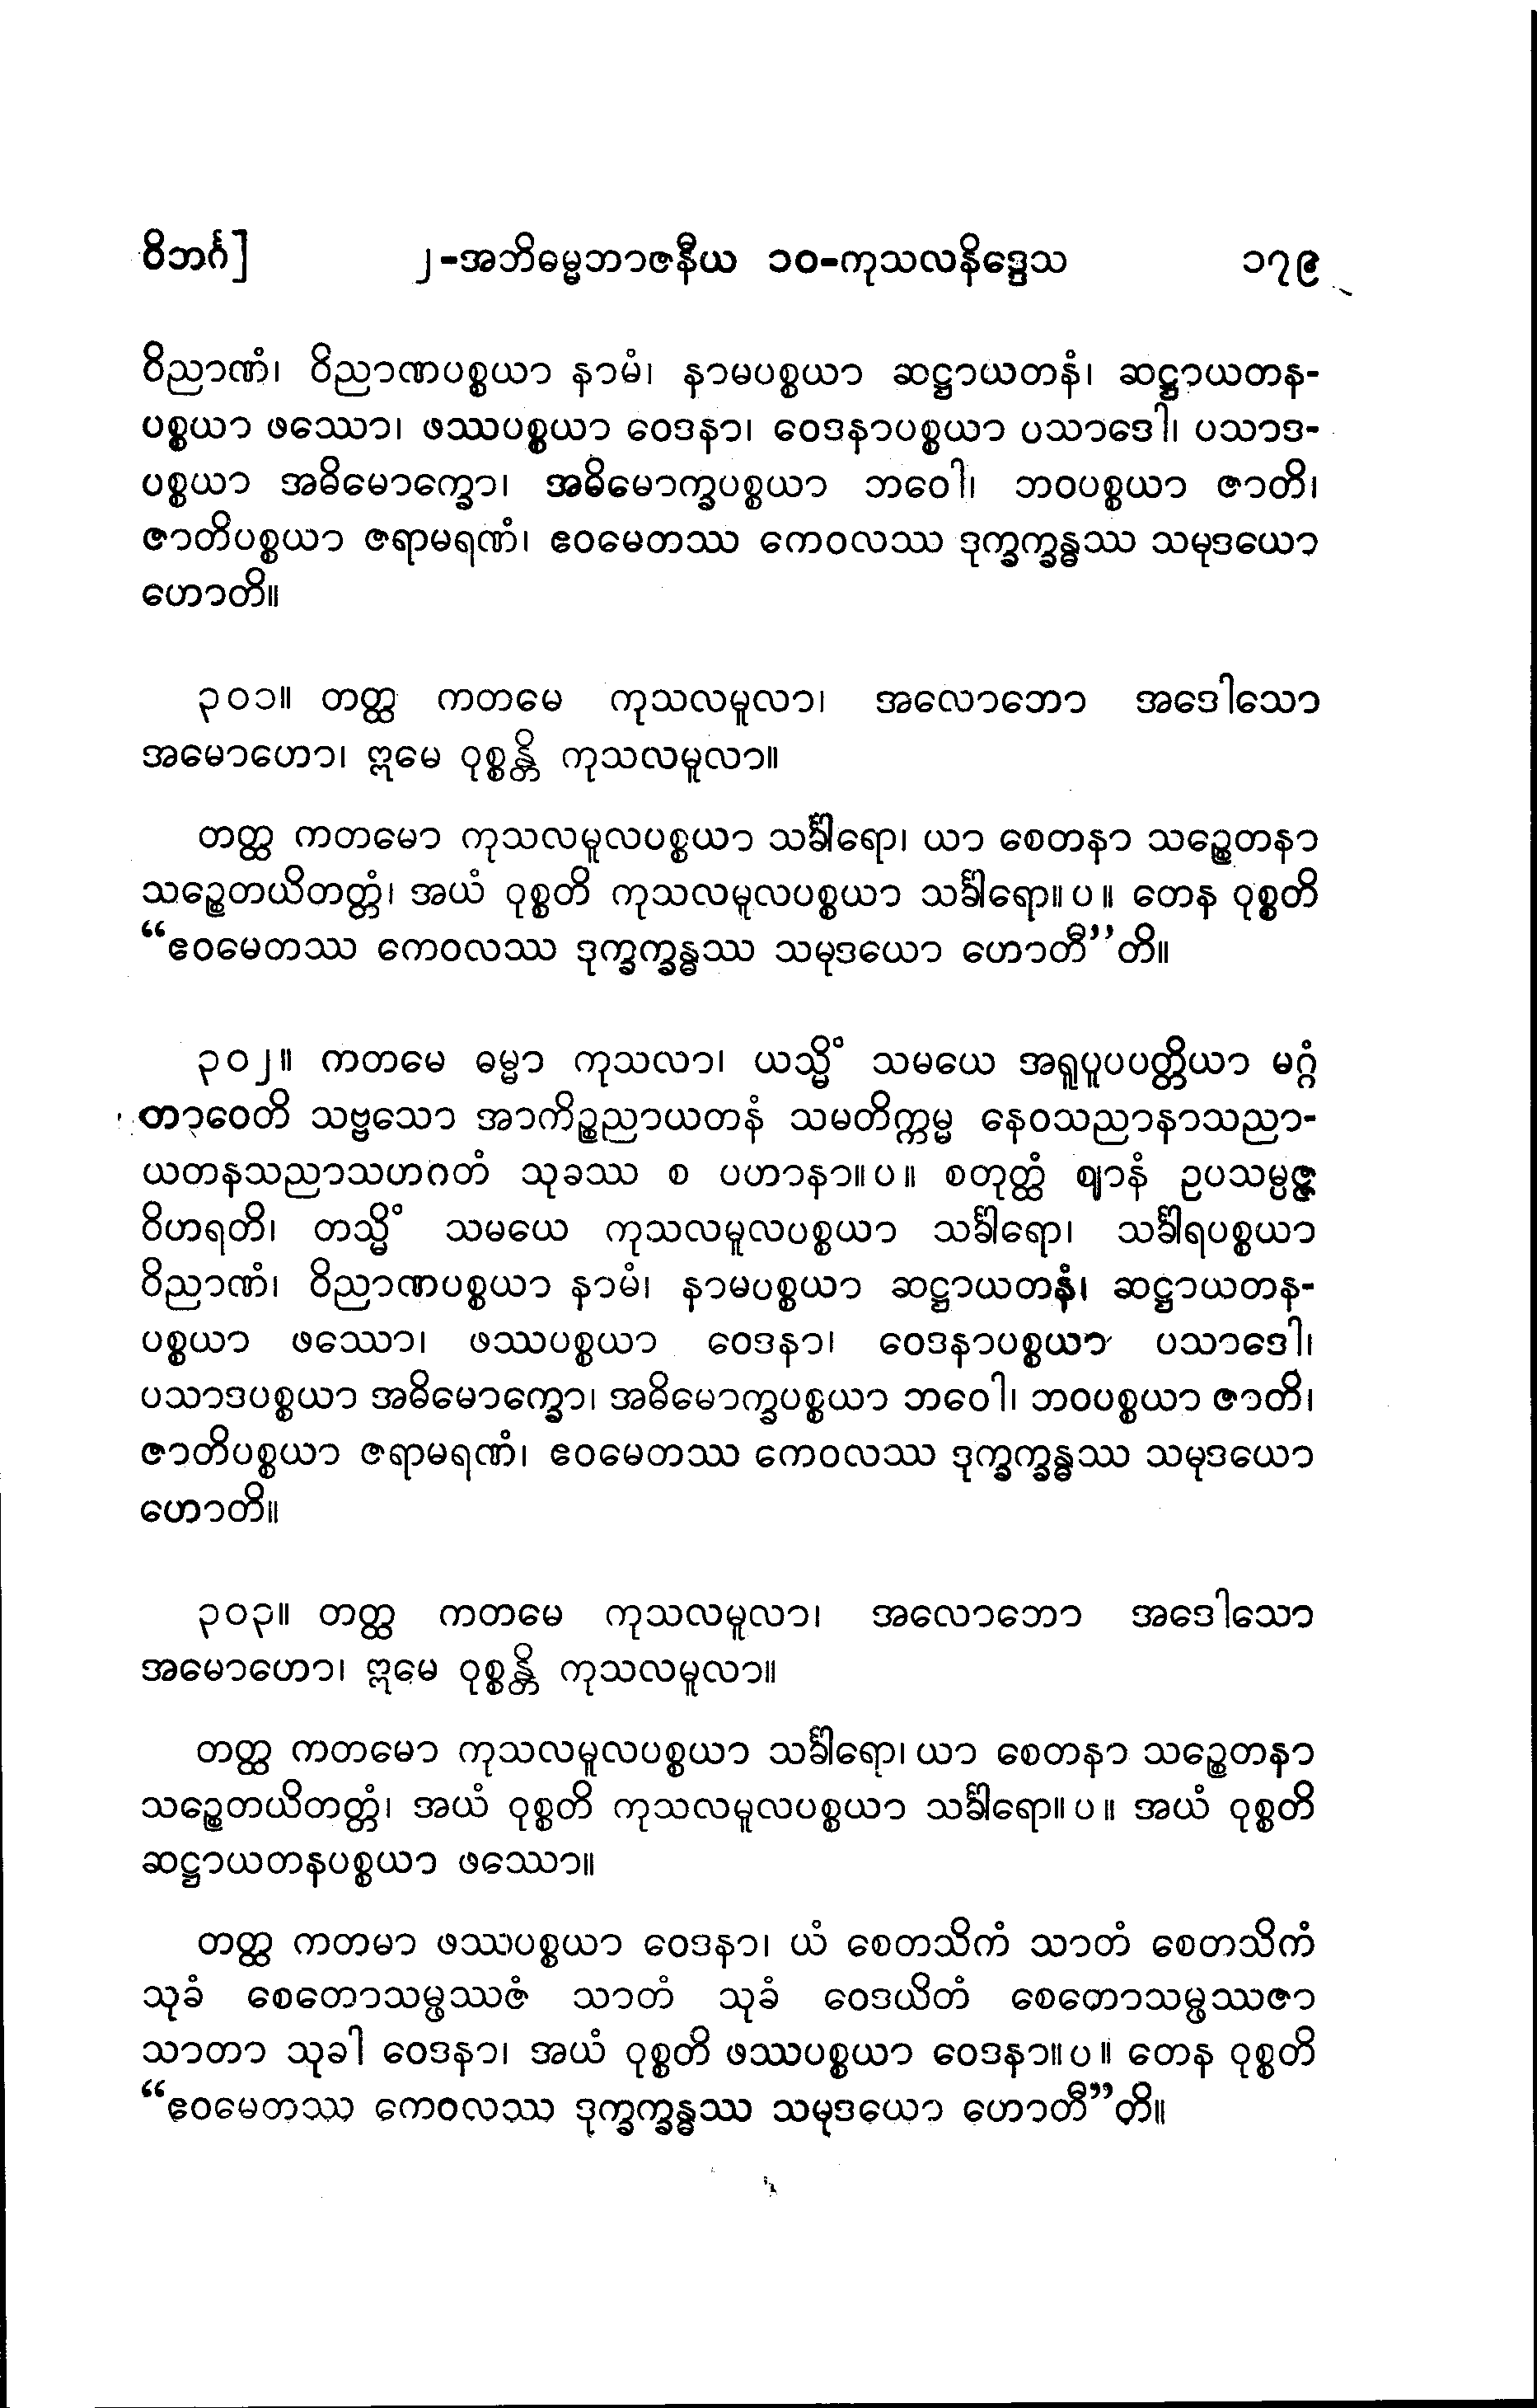 ဝိဘင်္ဂ] ၂-အဘိဓမ္မဘာဇနီယ ၁၀-ကုသလနိဒ္ဒေသ ၁၇၉
ဝိညာဏံ၊ ဝိညာဏပစ္စယာ နာမံ၊ နာမပစ္စယာ ဆဋ္ဌာယတနံ၊ ဆဋ္ဌာယတန-
ပစ္စယာ ဖဿော၊ ဖဿပစ္စယာ ဝေဒနာ၊ ဝေဒနာပစ္စယာ ပသာဒေါ၊ ပသာဒ-
ပစ္စယာ အဓိမောက္ခော၊ အဓိမောက္ခပစ္စယာ ဘဝေါ၊ ဘဝပစ္စယာ ဇာတိ၊
ဇာတိပစ္စယာ ဇရာမရဏံ၊ ဧဝမေတဿ ကေဝလဿ ဒုက္ခက္ခန္ဓဿ သမုဒယော
ဟောတိ။
၃၀၁။ တတ္ထ ကတမေ ကုသလမူလာ၊ အလောဘော အဒေါသော
အမောဟော၊ ဣမေ ဝုစ္စန္တိ ကုသလမူလာ။
တတ္ထ ကတမော ကုသလမူလပစ္စယာ သင်္ခါရော၊ ယာ စေတနာ သဉ္စေတနာ
သဉ္စေတယိတတ္တံ၊ အယံ ဝုစ္စတိ ကုသလမူလပစ္စယာ သင်္ခါရော။ပ။ တေန ဝုစ္စတိ
“ဧဝမေတဿ ကေဝလဿ ဒုက္ခက္ခန္ဓဿ သမုဒယော ဟောတီ”တိ။
၃၀၂။ ကတမေ ဓမ္မာ ကုသလာ၊ ယသ္မိံ သမယေ အရူပူပပတ္တိယာ မဂ္ဂံ
ဘာဝေတိ သဗ္ဗသော အာကိဉ္စညာယတနံ သမတိက္ကမ္မ နေဝသညာနာသညာ-
ယတနသညာသဟဂတံ သုခဿ စ ပဟာနာ။ပ။ စတုတ္ထံ ဈာနံ ဥပသမ္ပဇ္ဇ
ဝိဟရတိ၊ တသ္မိံ သမယေ ကုသလမူလပစ္စယာ သင်္ခါရော၊ သင်္ခါရပစ္စယာ
ဝိညာဏံ၊ ဝိညာဏပစ္စယာ နာမံ၊ နာမပစ္စယာ ဆဋ္ဌာယတနံ၊ ဆဋ္ဌာယတန-
ပစ္စယာ ဖဿော၊ ဖဿပစ္စယာ ဝေဒနာ၊ ဝေဒနာပစ္စယာ ပသာဒေါ၊
ပသာဒပစ္စယာ အဓိမောက္ခော၊ အဓိမောက္ခပစ္စယာ ဘဝေါ၊ ဘဝပစ္စယာ ဇာတိ၊
ဇာတိပစ္စယာ ဇရာမရဏံ၊ ဧဝမေတဿ ကေဝလဿ ဒုက္ခက္ခန္ဓဿ သမုဒယော
ဟောတိ။
၃၀၃။ တတ္ထ ကတမေ ကုသလမူလာ၊ အလောဘော အဒေါသော
အမောဟော၊ ဣမေ ဝုစ္စန္တိ ကုသလမူလာ။
တတ္ထ ကတမော ကုသလမူလပစ္စယာ သင်္ခါရော၊ ယာ စေတနာ သဉ္စေတနာ
သဉ္စေတယိတတ္တံ၊ အယံ ဝုစ္စတိ ကုသလမူလပစ္စယာ သင်္ခါရော။ပ။ အယံ ဝုစ္စတိ
ဆဋ္ဌာယတနပစ္စယာ ဖဿော။
တတ္ထ ကတမာ ဖဿပစ္စယာ ဝေဒနာ၊ ယံ စေတသိကံ သာတံ စေတသိကံ
သုခံ စေတောသမ္ဖဿဇံ သာတံ သုခံ ဝေဒယိတံ စေတောသမ္ဖဿဇာ
သာတာ သုခါ ဝေဒနာ၊ အယံ ဝုစ္စတိ ဖဿပစ္စယာ ဝေဒနာ။ပ။ တေန ဝုစ္စတိ
“ဧဝမေတဿ ကေဝလဿ ဒုက္ခက္ခန္ဓဿ သမုဒယော ဟောတီ”တိ။